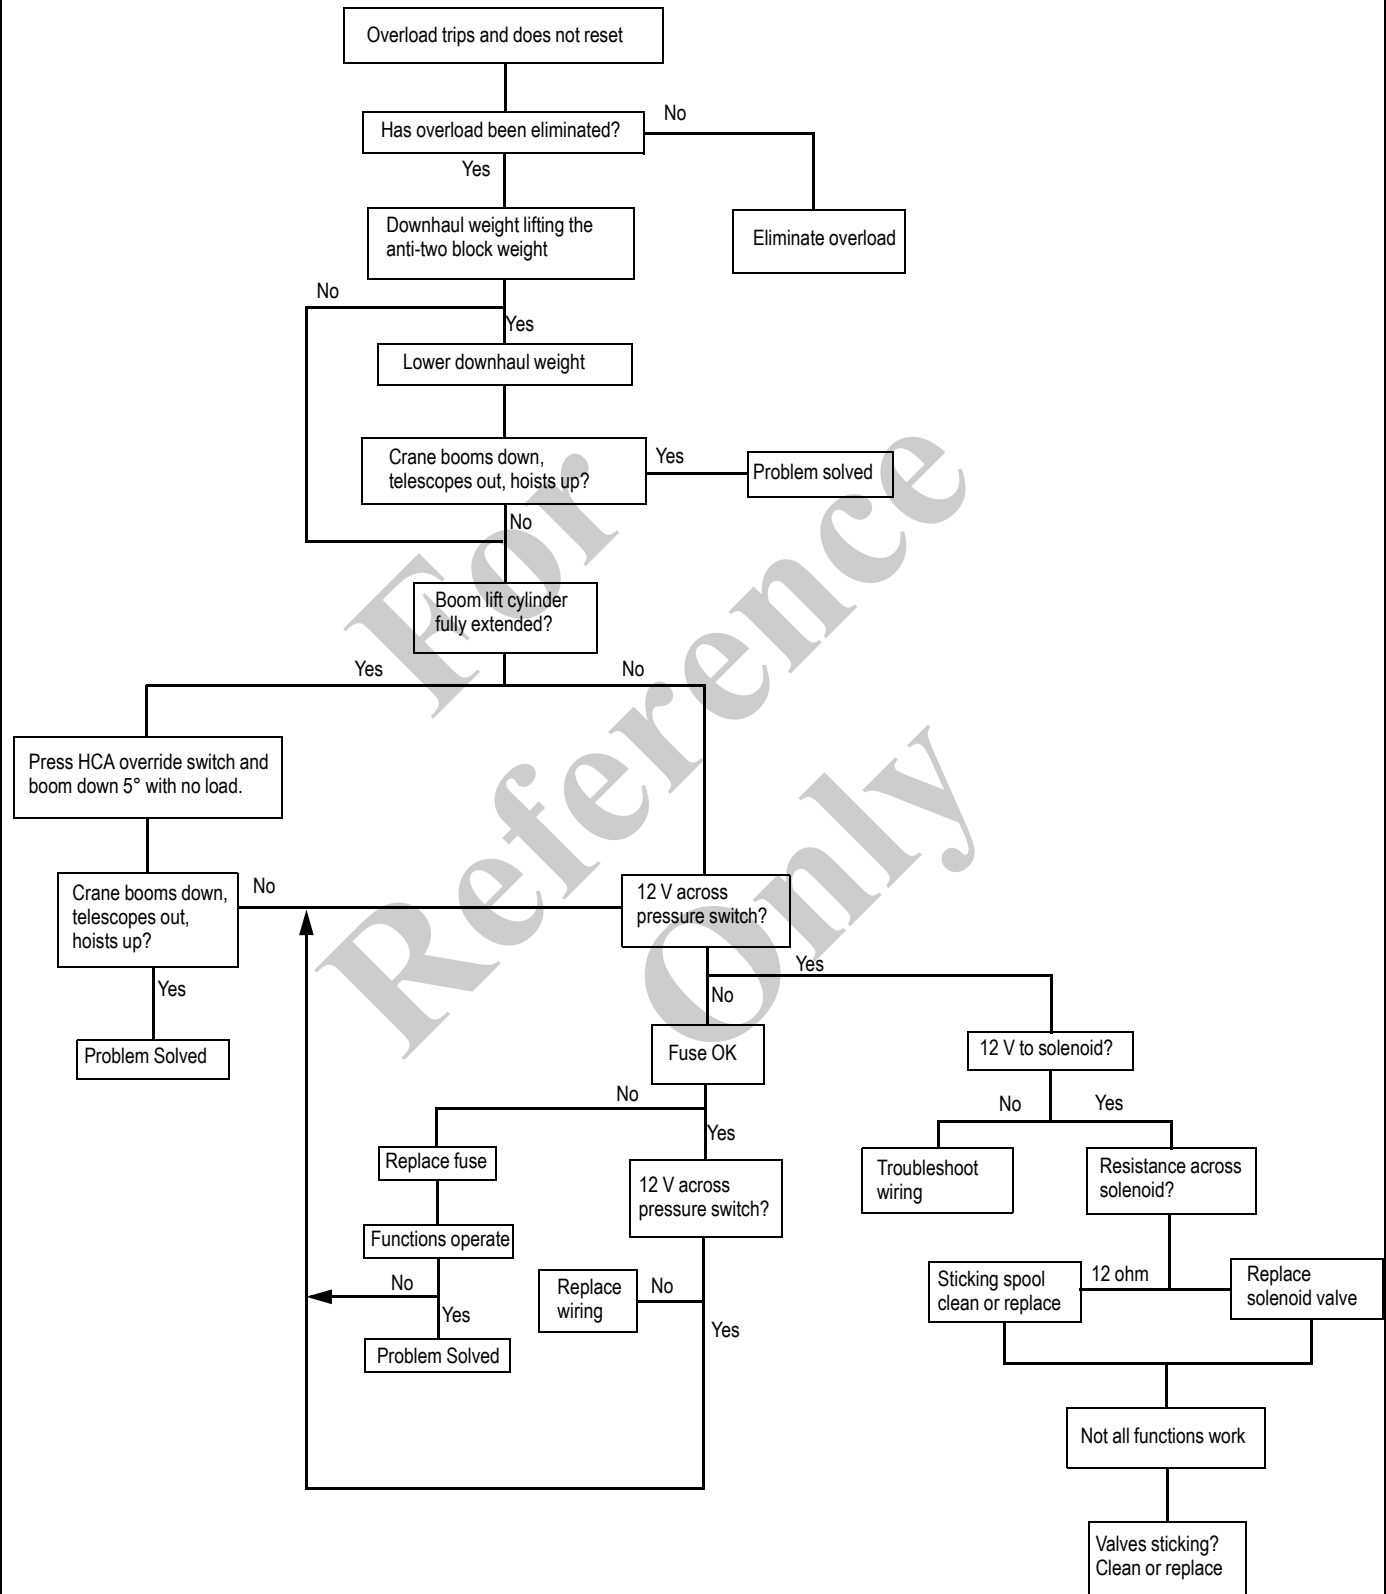 Overload trips and does not reset
Has overload been eliminated?
No
Yes
Downhaul weight lifting the
anti-two block weight
Eliminate overload
No
Yes
Lower downhaul weight
Crane booms down,
telescopes out, hoists up?
Yes
Problem solved
No
Boom lift cylinder
fully extended?
Yes
No
Press HCA override switch and
boom down 5° with no load.
Crane booms down,
telescopes out,
hoists up?
No
12 V across
pressure switch?
Yes
Yes
No
Problem Solved
Fuse OK
12 V to solenoid?
No
Yes
No
Yes
Replace fuse
12 V across
pressure switch?
Troubleshoot
wiring
Resistance across
solenoid?
Functions operate
No
Yes
Replace
wiring
No
Yes
Problem Solved
Sticking spool
clean or replace
12 ohm
Replace
solenoid valve
Not all functions work
Valves sticking?
Clean or replace
For
Reference
Only